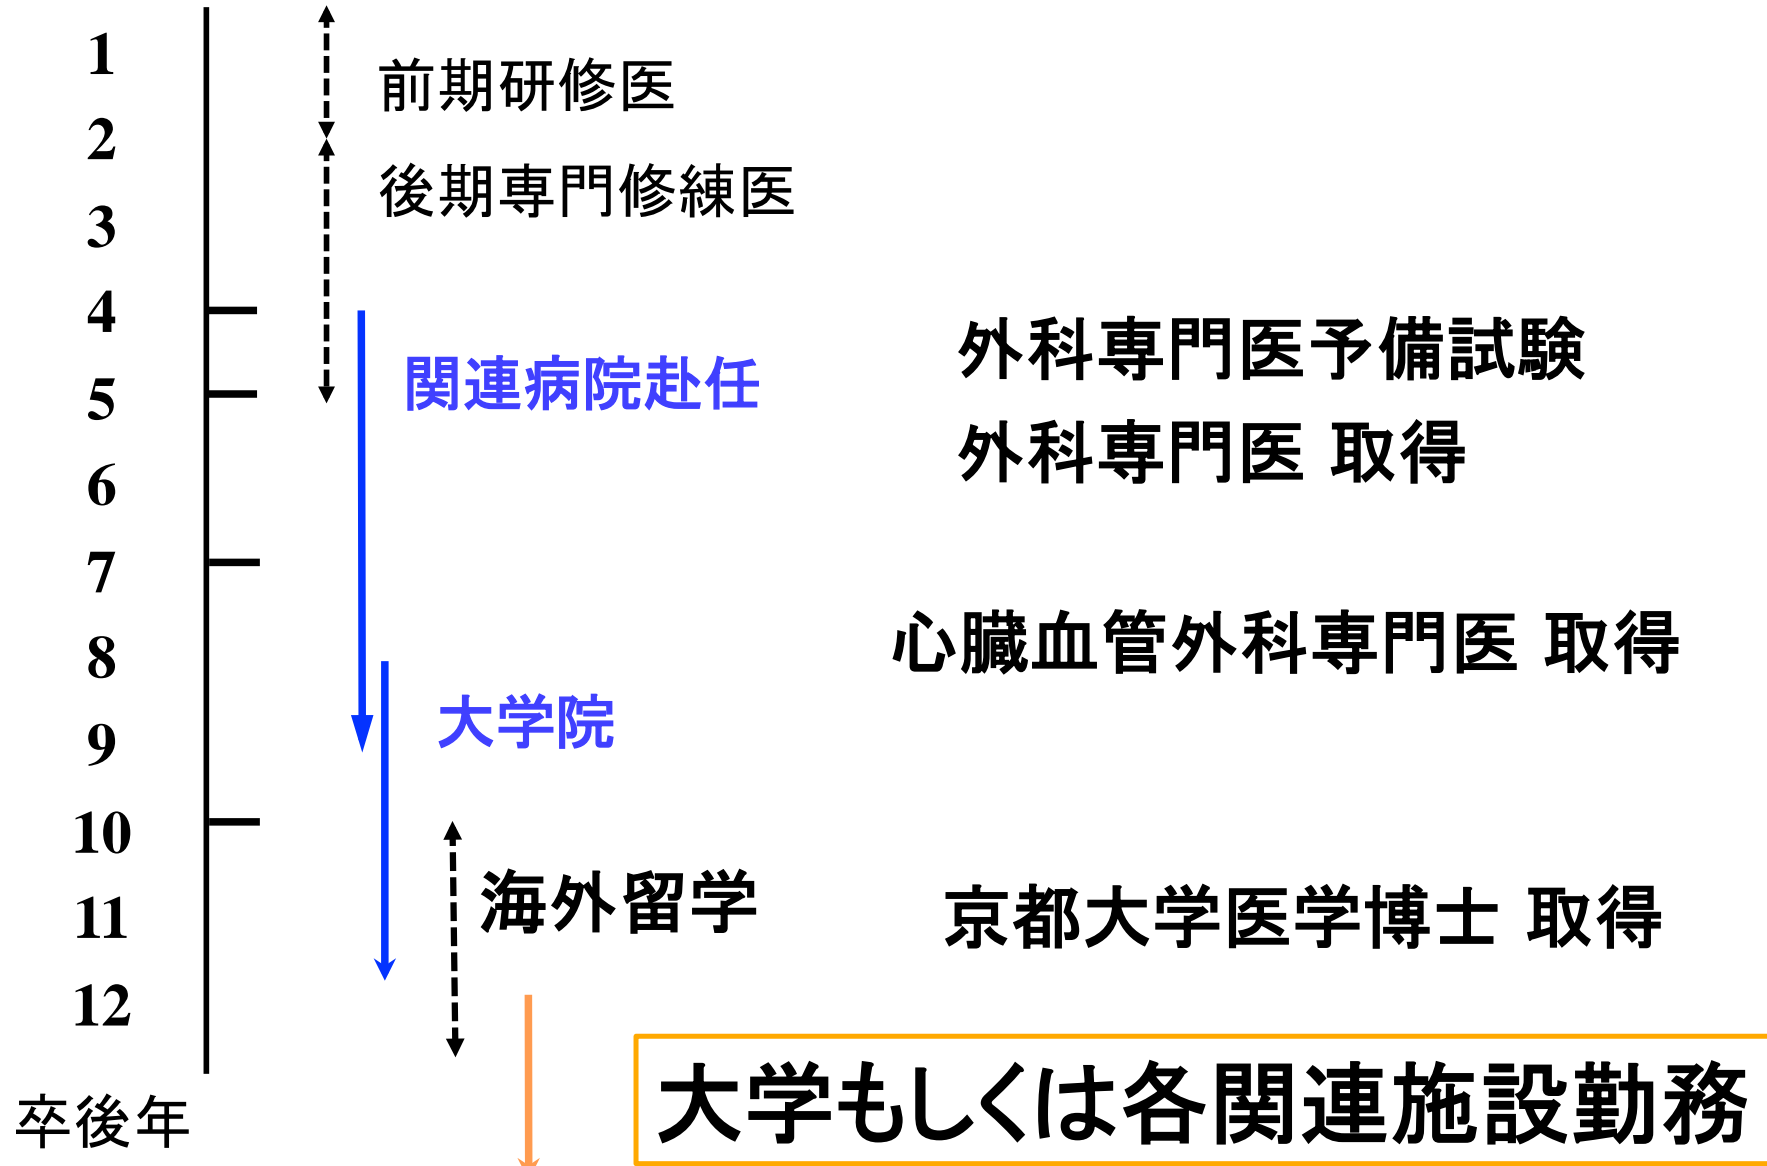 1
前期研修医
2
後期専門修練医
3
4
外科専門医予備試験
関連病院赴任
5
外科専門医 取得
6
7
心臓血管外科専門医 取得
8
大学院
9
10
海外留学
京都大学医学博士 取得
11
12
大学もしくは各関連施設勤務
卒後年